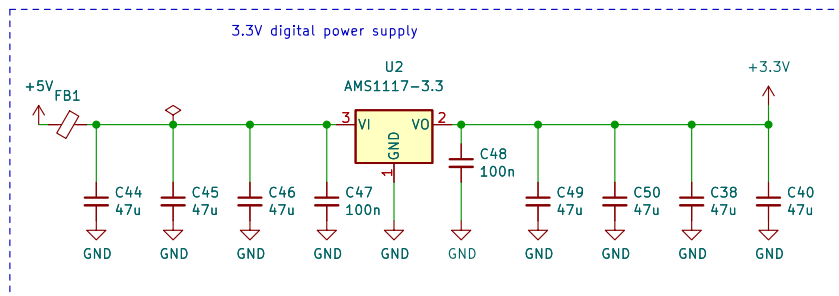 3.3V digital power supply
+5V
FB1
U2
AMS1117-3.3
+3.3V
3
VI
VO
2
GND
1
C44
47u
C45
47u
C46
47u
C47
100n
C48
100n
C49
47u
C50
47u
C38
47u
C40
47u
GND
GND
GND
GND
GND
GND
GND
GND
GND
GND